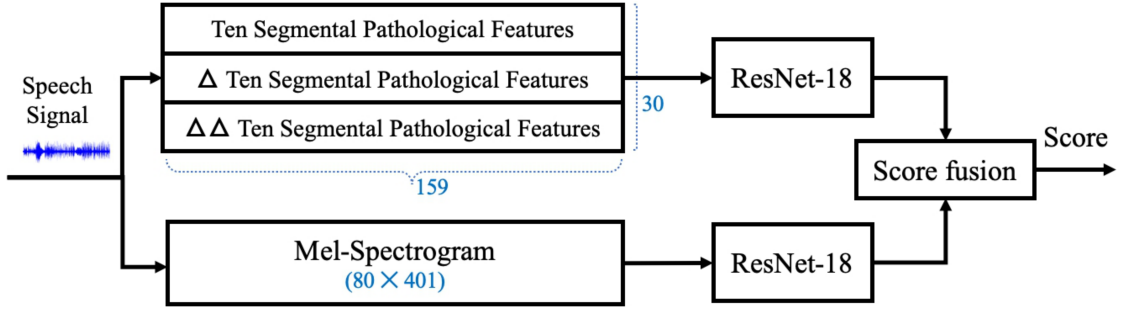 Speech
Signal
Ten Segmental Pathological Features
Δ Ten Segmental Pathological Features
ΔΔ Ten Segmental Pathological Features
30
159
ResNet-18
Mel-Spectrogram
(80 × 401)
ResNet-18
Score fusion
Score